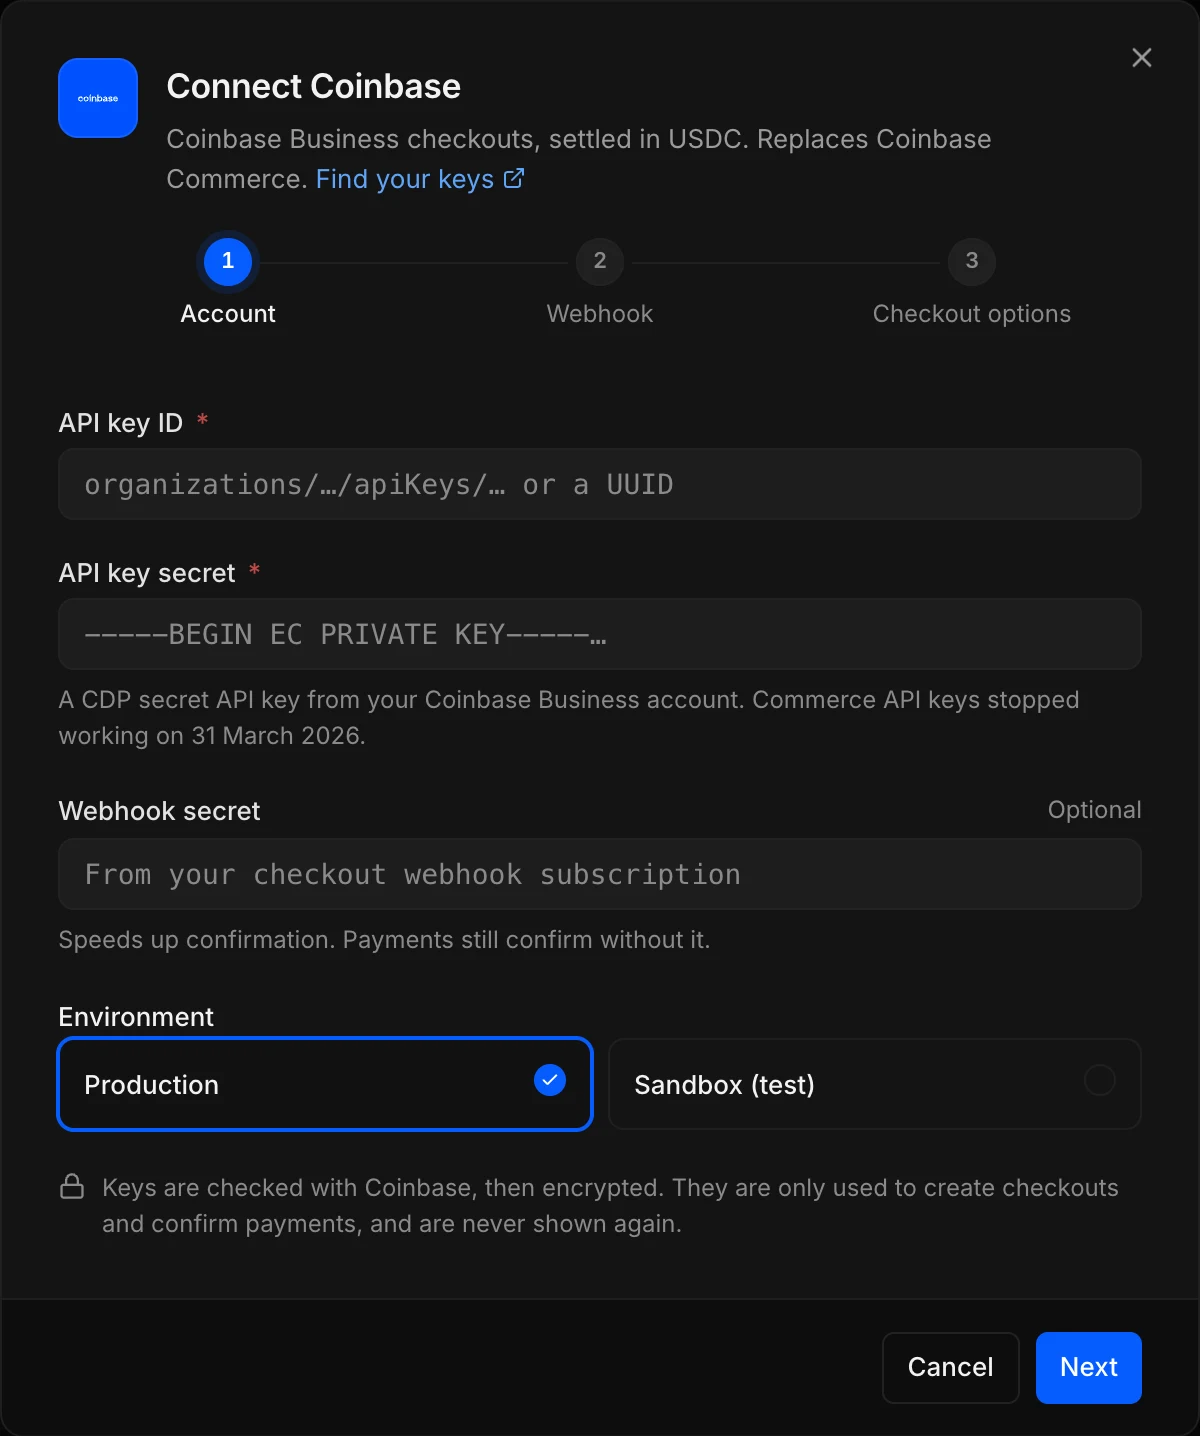 coinbase
Connect Coinbase
Coinbase Business checkouts, settled in USDC. Replaces Coinbase
Commerce. Find your keys
1
2
3
Account
Webhook
Checkout options
API key ID *
organizations/…/apiKeys/… or a UUID
API key secret *
-----BEGIN EC PRIVATE KEY-----…
A CDP secret API key from your Coinbase Business account. Commerce API keys stopped
working on 31 March 2026.
Webhook secret
Optional
From your checkout webhook subscription
Speeds up confirmation. Payments still confirm without it.
Environment
Production
Sandbox (test)
Keys are checked with Coinbase, then encrypted. They are only used to create checkouts
and confirm payments, and are never shown again.
Cancel
Next